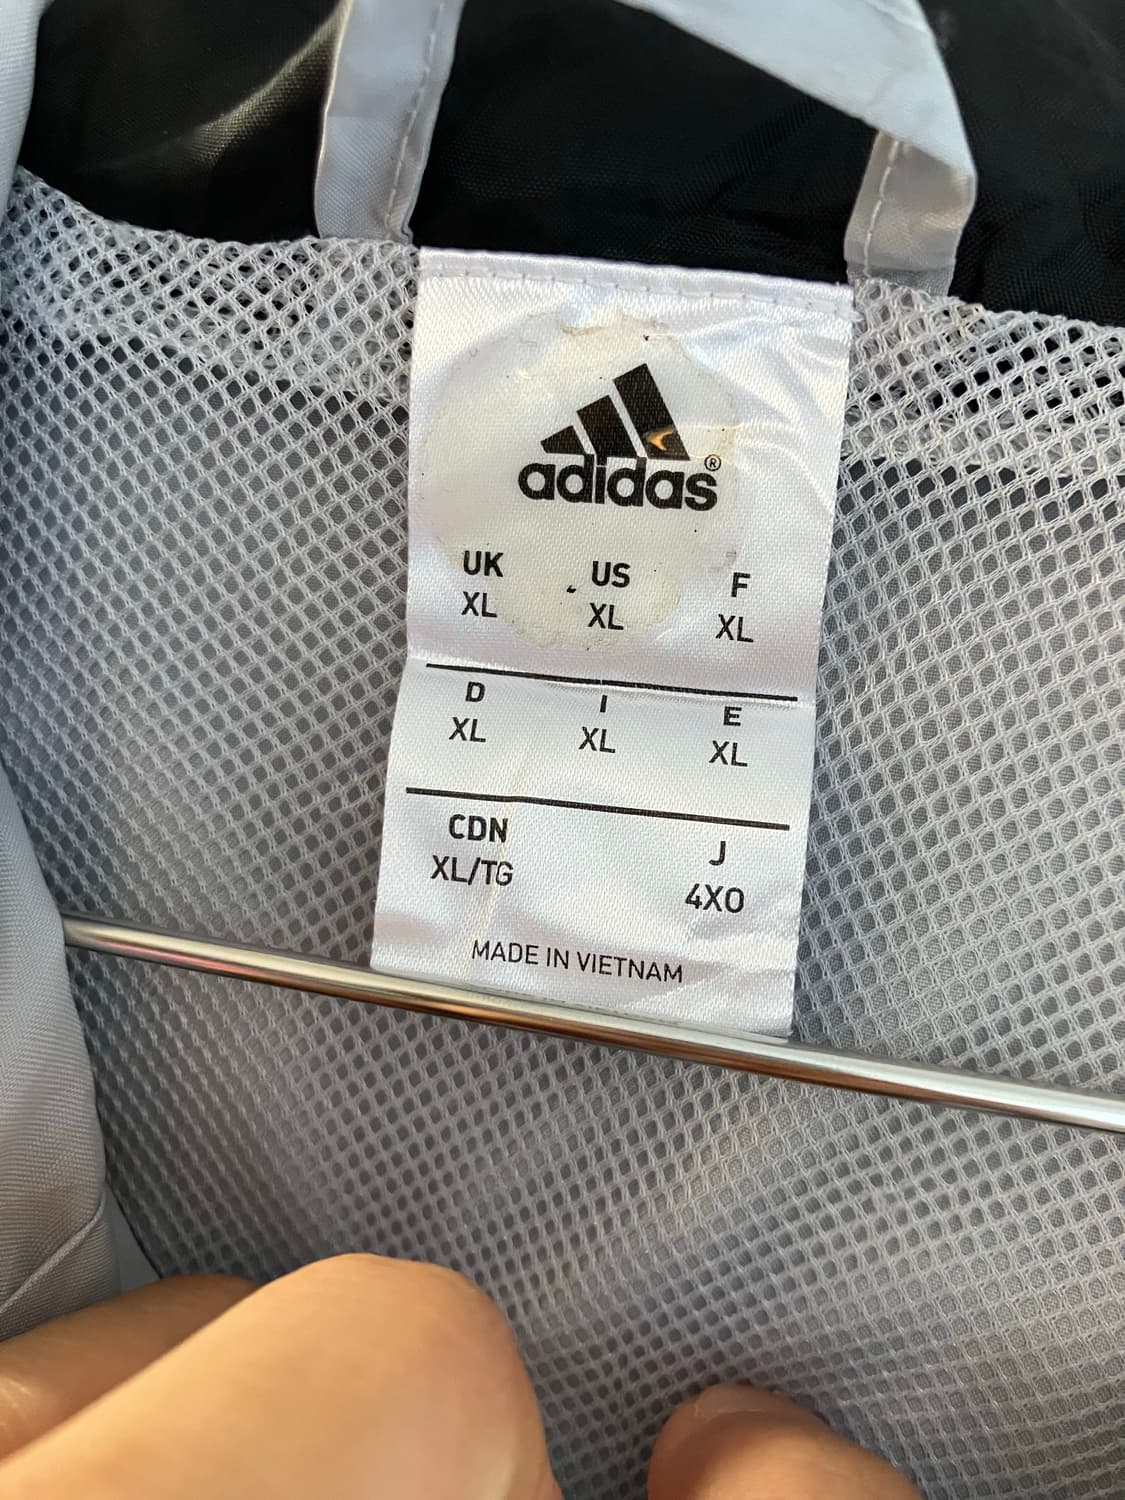 adidas®
UK US F
XL XL XL
D I E
XL XL XL
CDN J
XL/TG 4XO
MADE IN VIETNAM